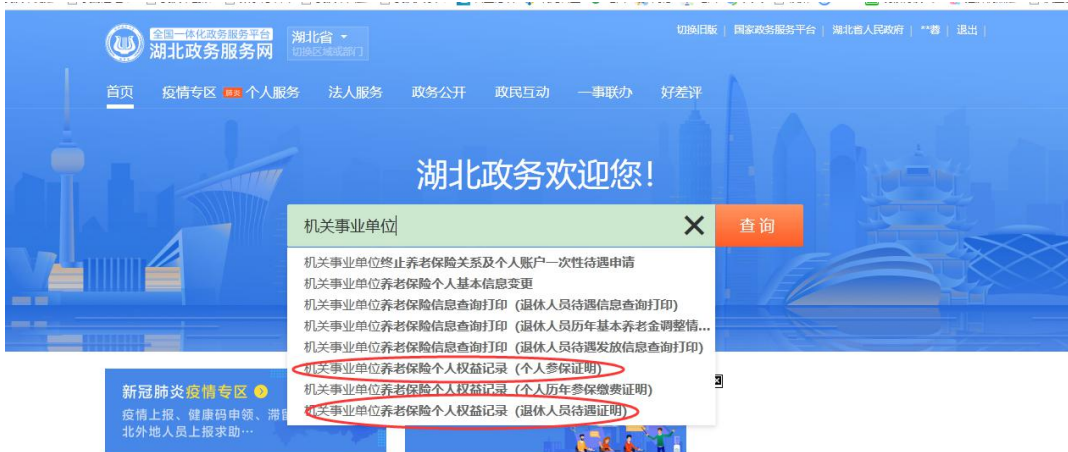 切换旧版 | 国家政务服务平台 | 湖北省人民政府 | **蓉 | 退出 |
全国一体化政务服务平台
湖北政务服务网
湖北省
切换区域或部门
首页 疫情专区 个人服务 法人服务 政务公开 政民互动 一事联办 好差评
湖北政务欢迎您!
机关事业单位
查询
机关事业单位终止养老保险关系及个人账户一次性待遇申请
机关事业单位养老保险个人基本信息变更
机关事业单位养老保险信息查询打印(退休人员待遇信息查询打印)
机关事业单位养老保险信息查询打印(退休人员历年基本养老金调整情...
机关事业单位养老保险信息查询打印(退休人员待遇发放信息查询打印)
机关事业单位养老保险个人权益记录(个人参保证明)
机关事业单位养老保险个人权益记录(个人历年参保缴费证明)
机关事业单位养老保险个人权益记录(退休人员待遇证明)
新冠肺炎疫情专区
疫情上报、健康码申领、滞留
北外地人员上报求助…